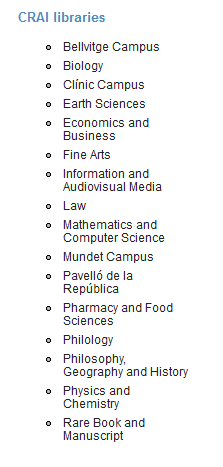 CRAI libraries
Bellvitge Campus
Biology
Clínic Campus
Earth Sciences
Economics and
Business
Fine Arts
Information and
Audiovisual Media
Law
Mathematics and
Computer Science
Mundet Campus
Pavelló de la
República
Pharmacy and Food
Sciences
Philology
Philosophy,
Geography and History
Physics and
Chemistry
Rare Book and
Manuscript